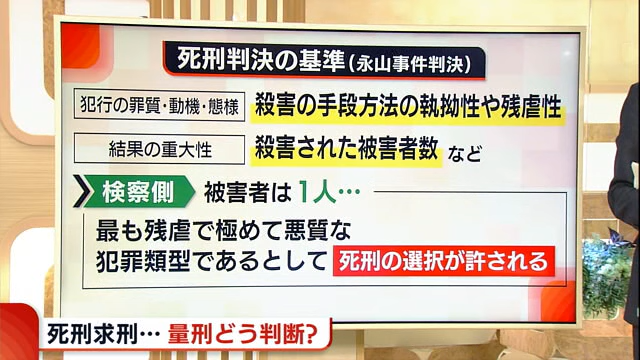 死刑判決の基準(永山事件判決)
犯行の罪質・動機・態様 殺害の手段方法の執拗性や残虐性
結果の重大性 殺害された被害者数 など
検察側 被害者は1人…
最も残虐で極めて悪質な
犯罪類型であるとして 死刑の選択が許される
死刑求刑… 量刑どう判断?